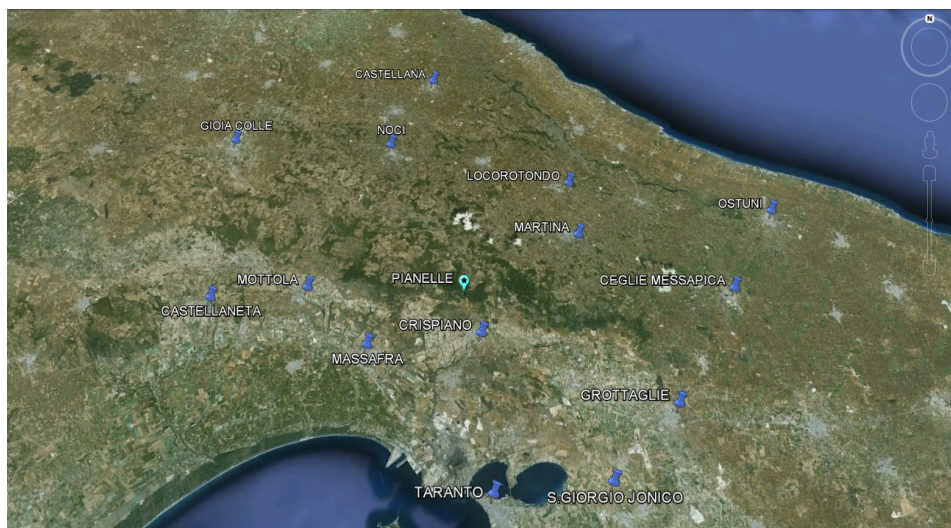 N
CASTELLANA
GIOIA COLLE
NOCI
LOCOROTONDO
OSTUNI
MARTINA
MOTTOLA
PIANELLE
CEGLIE MESSAPICA
CASTELLANETA
CRISPIANO
MASSAFRA
GROTTAGLIE
TARANTO
S.GIORGIO JONICO